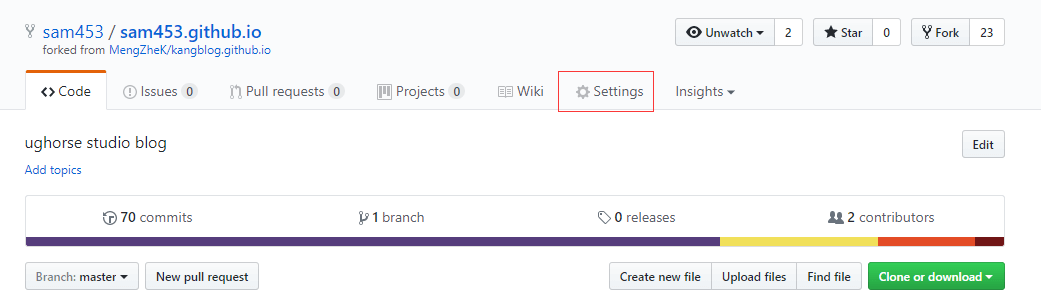 sam453 / sam453.github.io
Unwatch 2 Star 0 Fork 23
forked from MengZheK/kangblog.github.io
Code Issues 0 Pull requests 0 Projects 0 Wiki Settings Insights
ughorse studio blog
Edit
Add topics
70 commits 1 branch 0 releases 2 contributors
Branch: master New pull request Create new file Upload files Find file Clone or download